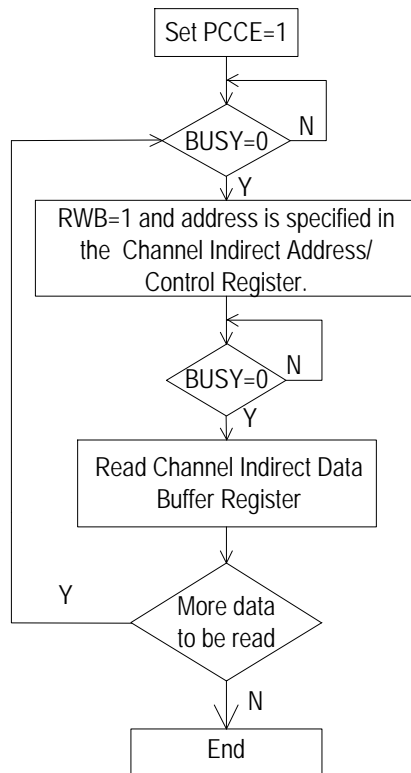 Set PCCE=1
BUSY=0
N
Y
RWB=1 and address is specified in
the Channel Indirect Address/
Control Register.
BUSY=0
N
Y
Read Channel Indirect Data
Buffer Register
Y
More data
to be read
N
End